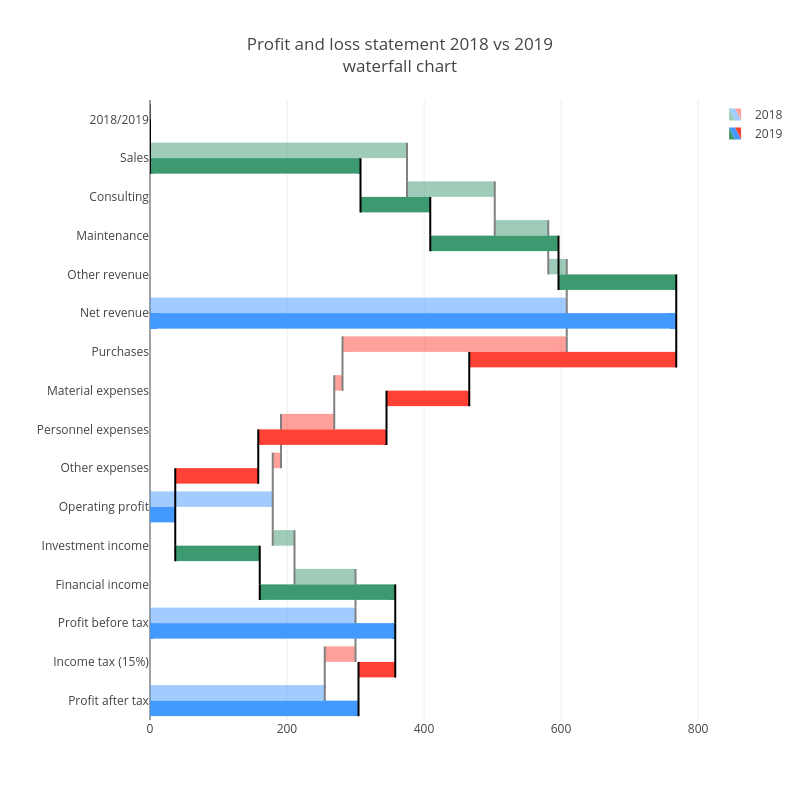 Profit and loss statement 2018 vs 2019
waterfall chart
2018
2019
2018/2019
Sales
Consulting
Maintenance
Other revenue
Net revenue
Purchases
Material expenses
Personnel expenses
Other expenses
Operating profit
Investment income
Financial income
Profit before tax
Income tax (15%)
Profit after tax
0
200
400
600
800